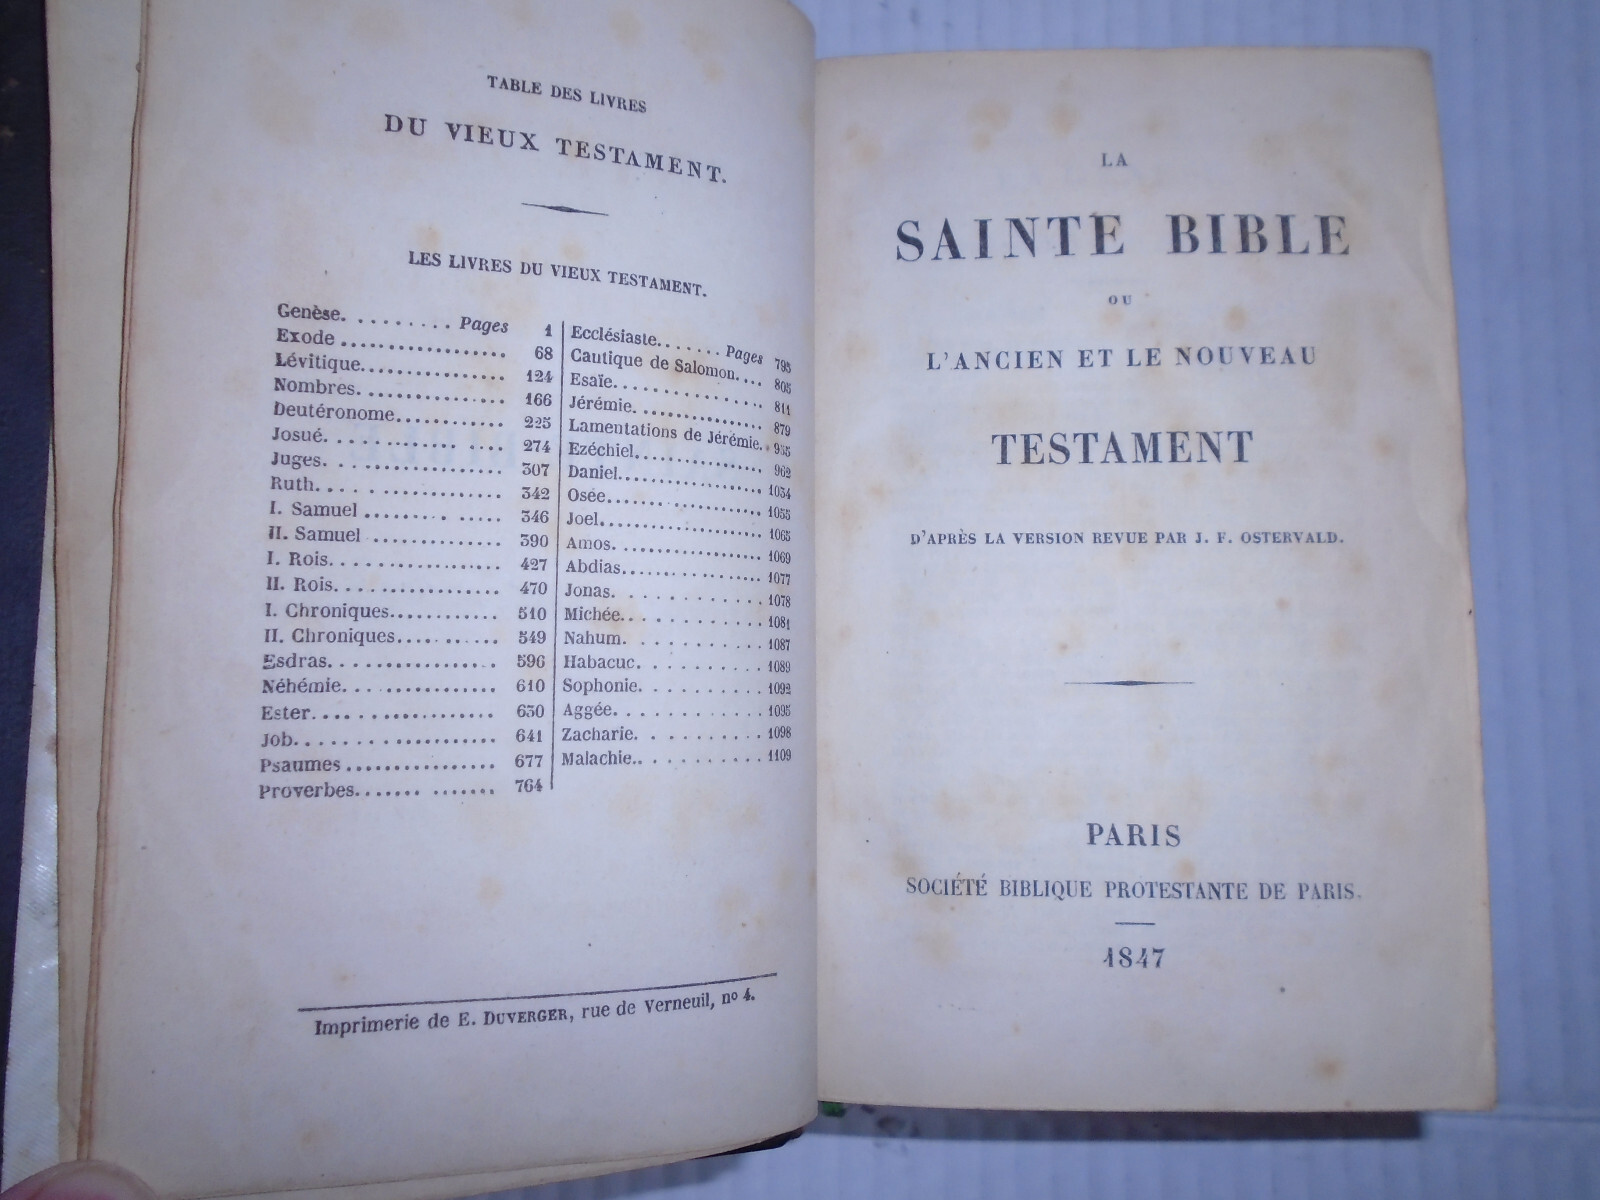 TABLE DES LIVRES
DU VIEUX TESTAMENT.
LES LIVRES DU VIEUX TESTAMENT.
Genèse. ........ Pages 1
Exode .................. 68
Lévitique................ 124
Nombres................ 166
Deutéronome............ 225
Josué. .................. 274
Juges. .................. 307
Ruth. .................. 342
I. Samuel .............. 346
II. Samuel .............. 390
I. Rois. ................ 427
II. Rois. ................ 470
I. Chroniques............ 510
II. Chroniques........... 549
Esdras. ................ 596
Néhémie. .............. 610
Ester. .................. 630
Job. .................... 641
Psaumes ................ 677
Proverbes. .............. 764
Ecclésiaste. ...... Pages 795
Cautique de Salomon.... 805
Esaïe. .................. 811
Jérémie. ................ 879
Lamentations de Jérémie. 955
Ezéchiel. ................ 962
Daniel. .................. 1034
Osée. .................. 1055
Joel. .................... 1065
Amos. .................. 1069
Abdias. ................ 1077
Jonas. .................. 1078
Michée. ................ 1081
Nahum. ................ 1087
Habacuc. .............. 1089
Sophonie. .............. 1092
Aggée. ................ 1095
Zacharie. .............. 1098
Malachie. .............. 1109
Imprimerie de E. DUVERGER, rue de Verneuil, nº 4.
LA
SAINTE BIBLE
OU
L'ANCIEN ET LE NOUVEAU
TESTAMENT
D'APRÈS LA VERSION REVUE PAR J. F. OSTERVALD.
PARIS
SOCIÉTÉ BIBLIQUE PROTESTANTE DE PARIS.
1847